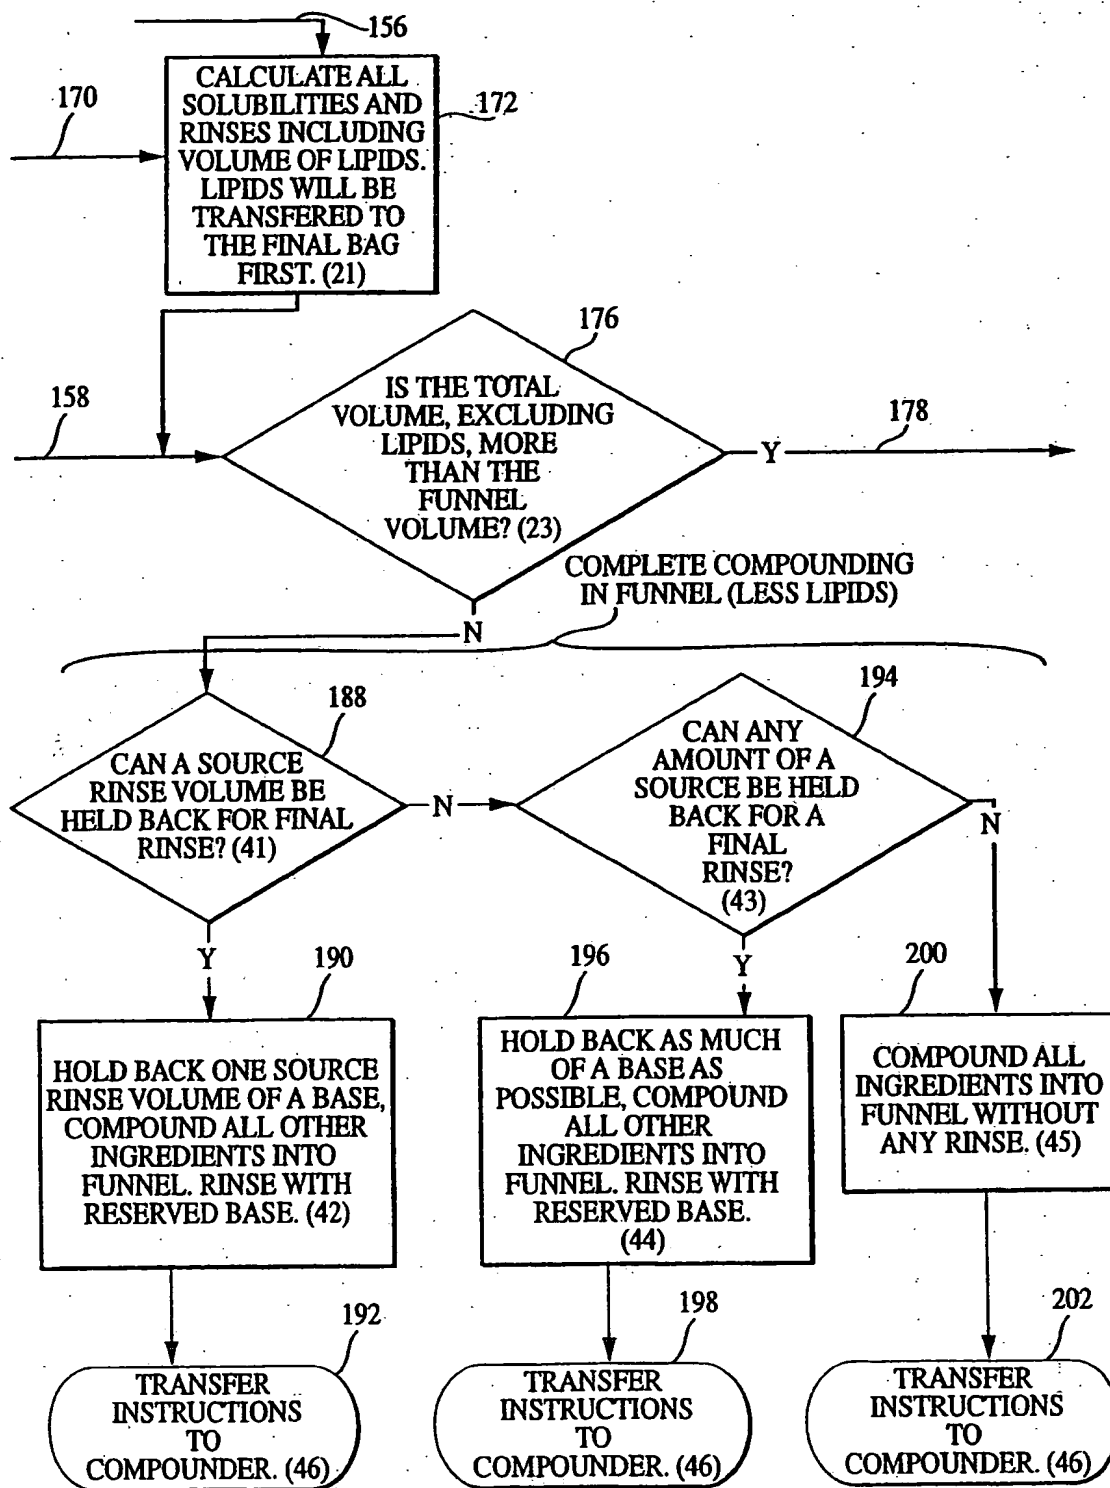 156
170
CALCULATE ALL
SOLUBILITIES AND
RINSES INCLUDING
VOLUME OF LIPIDS.
LIPIDS WILL BE
TRANSFERED TO
THE FINAL BAG
FIRST. (21)
172
176
158
IS THE TOTAL
VOLUME, EXCLUDING
LIPIDS, MORE
THAN THE
FUNNEL
VOLUME? (23)
Y
178
N
COMPLETE COMPOUNDING
IN FUNNEL (LESS LIPIDS)
188
CAN A SOURCE
RINSE VOLUME BE
HELD BACK FOR FINAL
RINSE? (41)
N
194
CAN ANY
AMOUNT OF A
SOURCE BE HELD
BACK FOR A
FINAL
RINSE?
(43)
N
Y
190
HOLD BACK ONE SOURCE
RINSE VOLUME OF A BASE,
COMPOUND ALL OTHER
INGREDIENTS INTO
FUNNEL. RINSE WITH
RESERVED BASE. (42)
Y
196
HOLD BACK AS MUCH
OF A BASE AS
POSSIBLE, COMPOUND
ALL OTHER
INGREDIENTS INTO
FUNNEL. RINSE WITH
RESERVED BASE.
(44)
200
COMPOUND ALL
INGREDIENTS INTO
FUNNEL WITHOUT
ANY RINSE. (45)
192
TRANSFER
INSTRUCTIONS
TO
COMPOUNDER. (46)
198
TRANSFER
INSTRUCTIONS
TO
COMPOUNDER. (46)
202
TRANSFER
INSTRUCTIONS
TO
COMPOUNDER. (46)